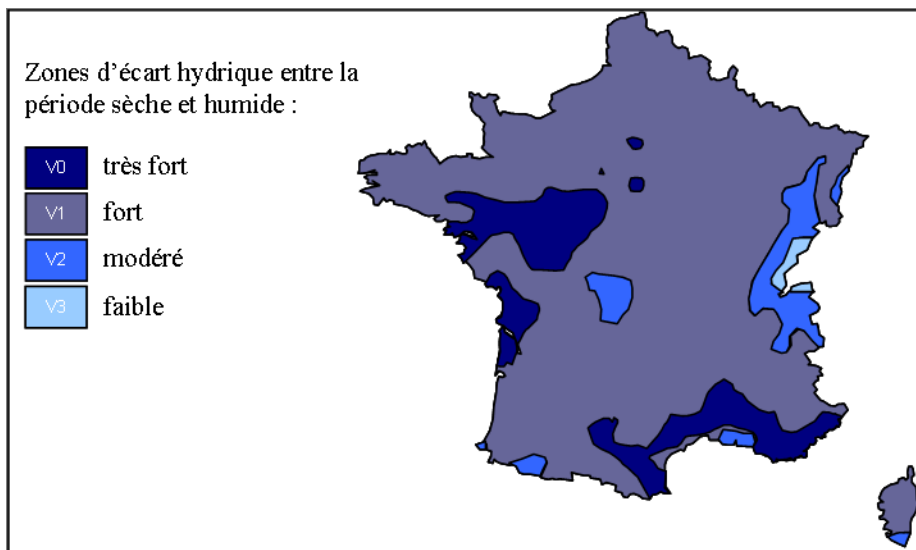 Zones d’écart hydrique entre la
période sèche et humide :
V0 très fort
V1 fort
V2 modéré
V3 faible